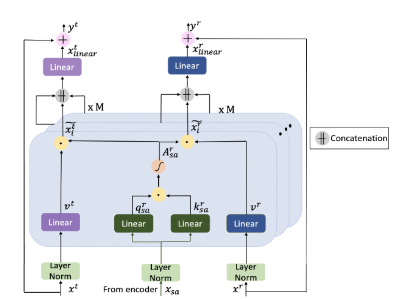 y^t
y^r
+
+
x^t_{linear}
x^r_{linear}
Linear
Linear
x M
x M
Concatenation
\widetilde{x^t_i}
\widetilde{x^r_i}
A^r_{sa}
∫
v^t
q^r_{sa}
k^r_{sa}
v^r
Linear
Linear
Linear
Linear
Layer
Norm
Layer
Norm
Layer
Norm
x^t
From encoder
x_{sa}
x^r